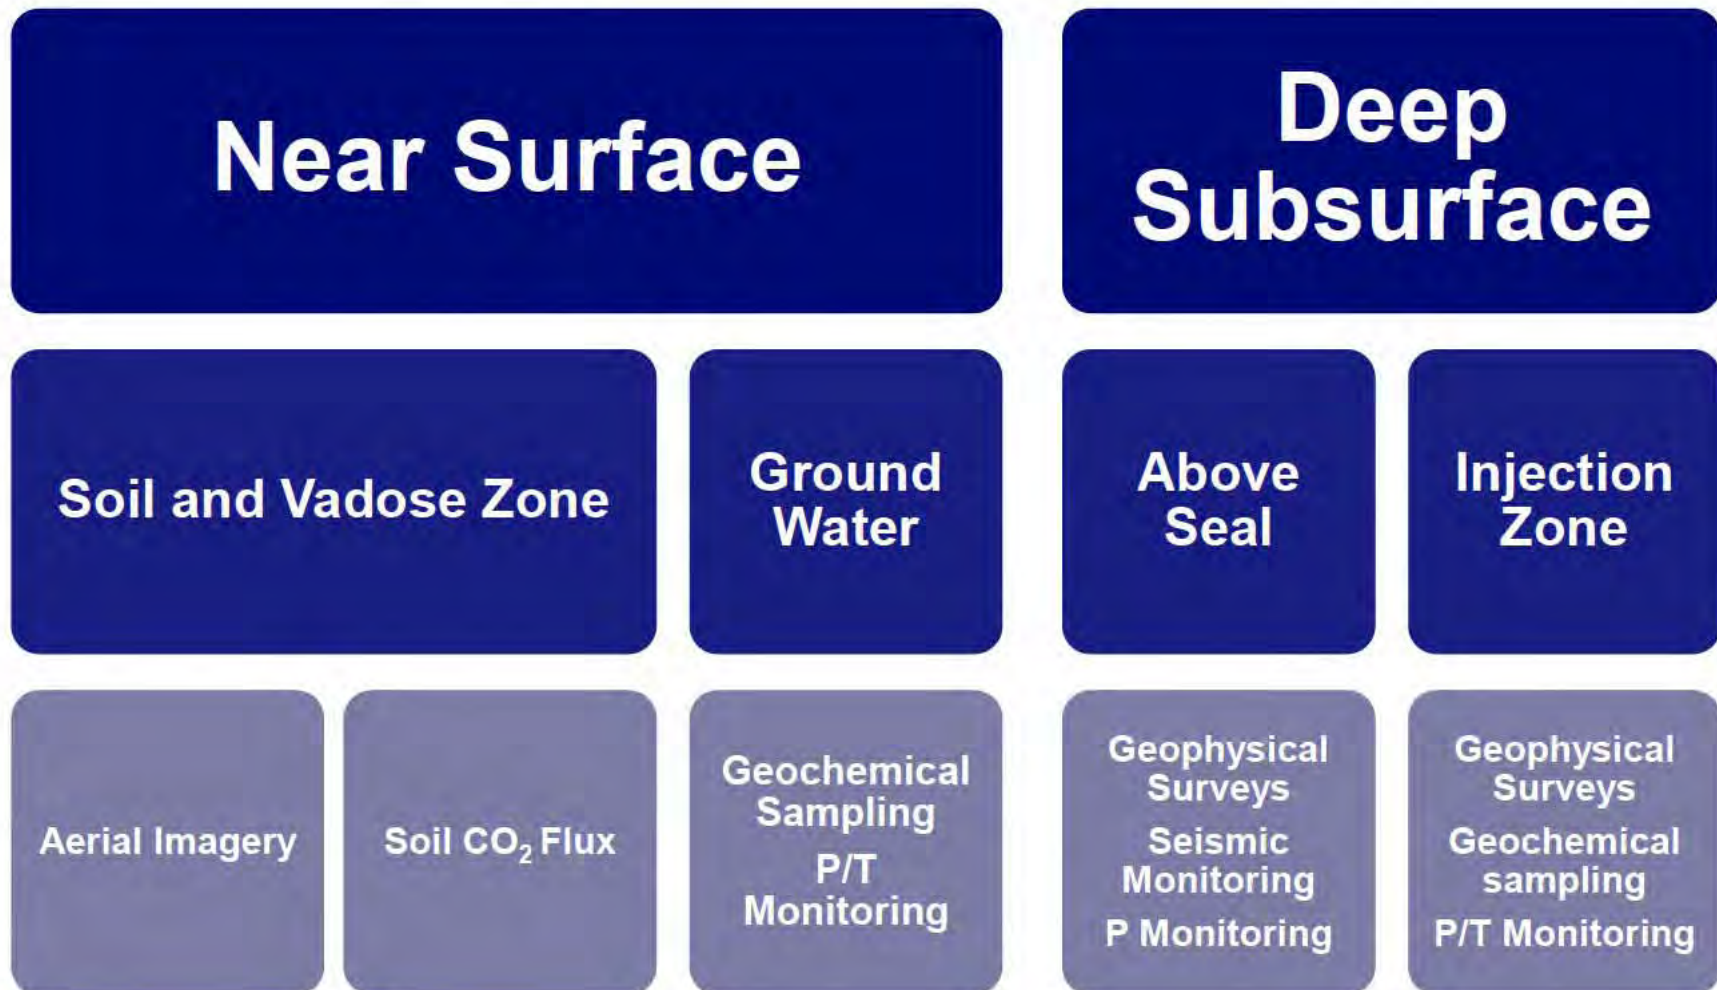 Near Surface
Deep
Subsurface
Soil and Vadose Zone
Ground
Water
Above
Seal
Injection
Zone
Aerial Imagery
Soil CO₂ Flux
Geochemical
Sampling
P/T
Monitoring
Geophysical
Surveys
Seismic
Monitoring
P Monitoring
Geophysical
Surveys
Geochemical
sampling
P/T Monitoring